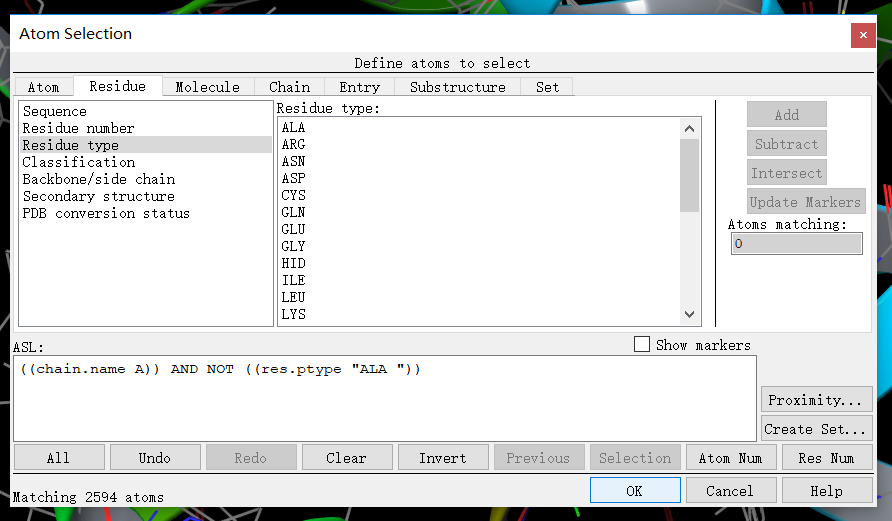 Atom Selection
Define atoms to select
Atom Residue Molecule Chain Entry Substructure Set
Sequence
Residue number
Residue type
Classification
Backbone/side chain
Secondary structure
PDB conversion status
Residue type:
ALA
ARG
ASN
ASP
CYS
GLN
GLU
GLY
HID
ILE
LEU
LYS
Add
Subtract
Intersect
Update Markers
Atoms matching:
0
ASL:
Show markers
((chain.name A)) AND NOT ((res.ptype "ALA "))
Proximity...
Create Set...
All Undo Redo Clear Invert Previous Selection Atom Num Res Num
Matching 2594 atoms
OK Cancel Help